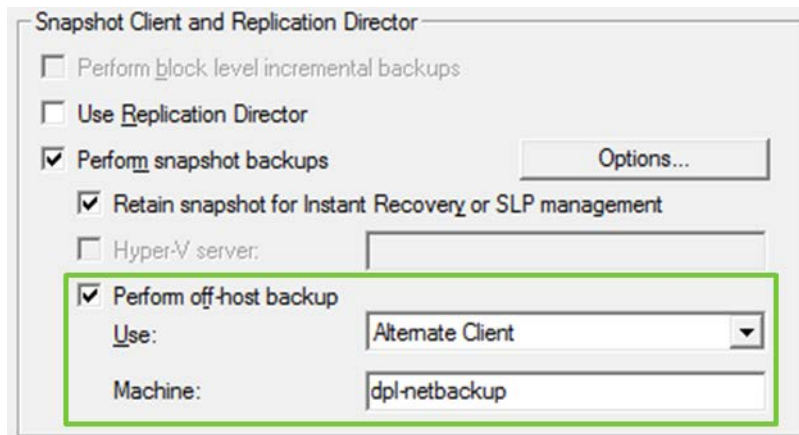 Snapshot Client and Replication Director
Perform block level incremental backups
Use Replication Director
Perform snapshot backups
Options...
Retain snapshot for Instant Recovery or SLP management
Hyper-V server:
Perform off-host backup
Use:
Alternate Client
Machine:
dpl-netbackup